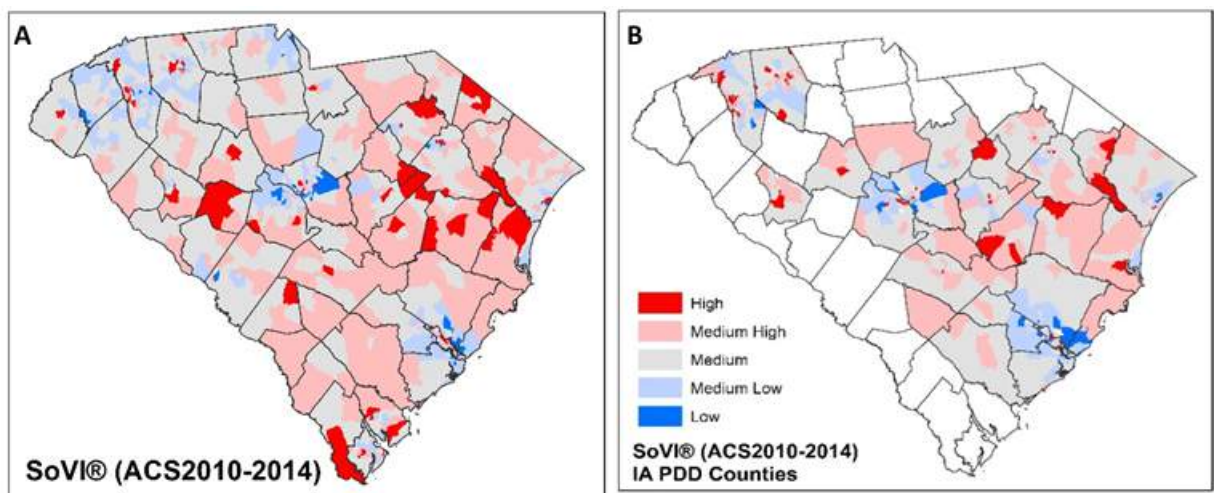 A
SoVI® (ACS2010-2014)
B
High
Medium High
Medium
Medium Low
Low
SoVI® (ACS2010-2014)
IA PDD Counties